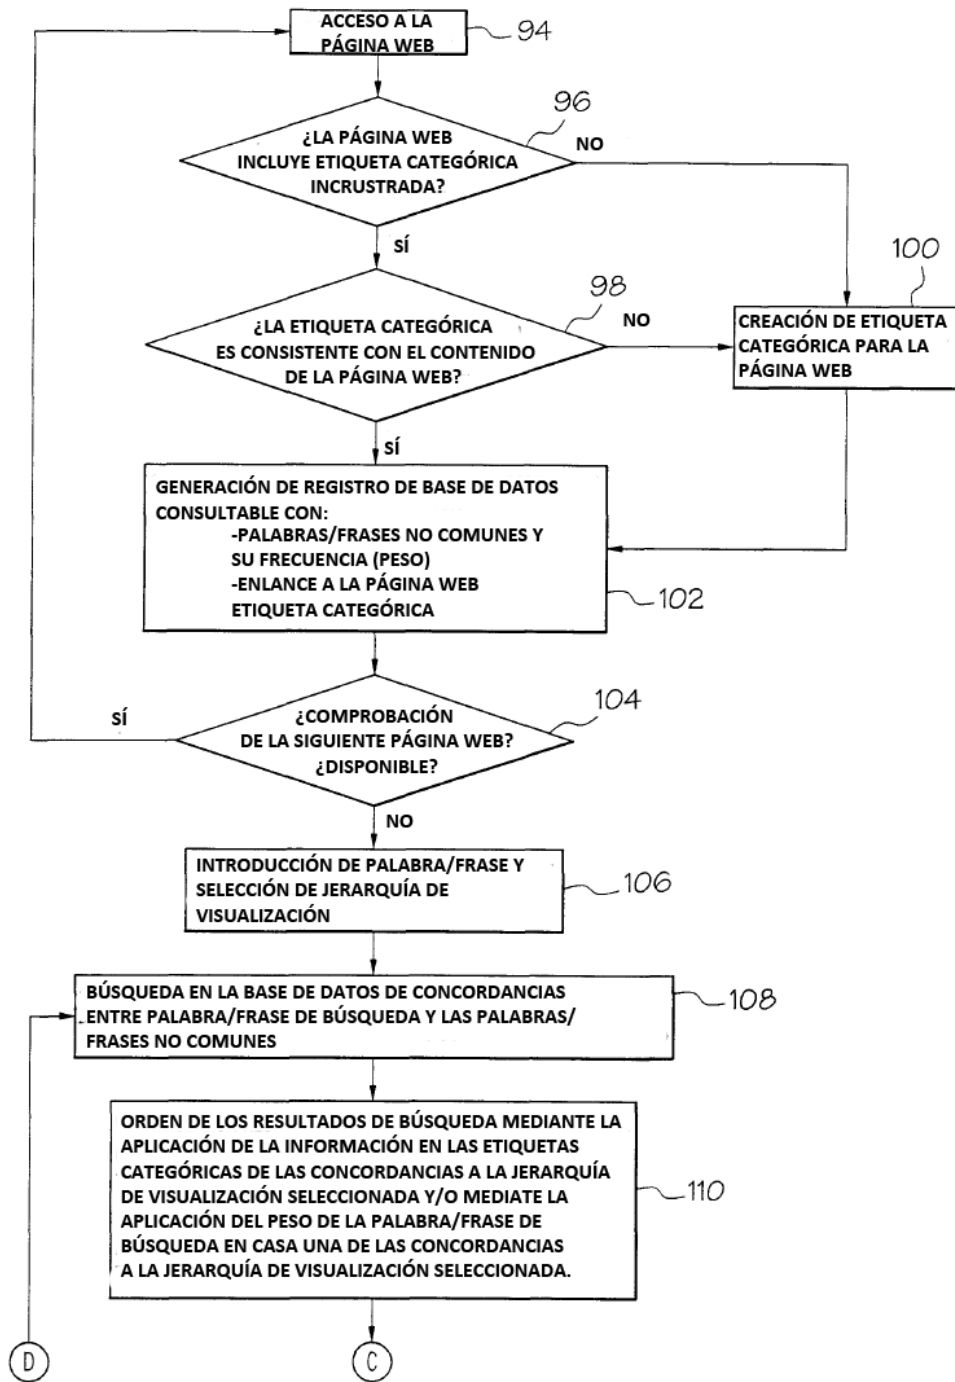 ACCESO A LA
PÁGINA WEB
94
¿LA PÁGINA WEB
INCLUYE ETIQUETA CATEGÓRICA
INCRUSTRADA?
96
NO
SÍ
¿LA ETIQUETA CATEGÓRICA
ES CONSISTENTE CON EL CONTENIDO
DE LA PÁGINA WEB?
98
NO
100
CREACIÓN DE ETIQUETA
CATEGÓRICA PARA LA
PÁGINA WEB
SÍ
GENERACIÓN DE REGISTRO DE BASE DE DATOS
CONSULTABLE CON:
-PALABRAS/FRASES NO COMUNES Y
SU FRECUENCIA (PESO)
-ENLANCE A LA PÁGINA WEB
ETIQUETA CATEGÓRICA
102
¿COMPROBACIÓN
DE LA SIGUIENTE PÁGINA WEB?
¿DISPONIBLE?
104
SÍ
NO
INTRODUCCIÓN DE PALABRA/FRASE Y
SELECCIÓN DE JERARQUÍA DE
VISUALIZACIÓN
106
BÚSQUEDA EN LA BASE DE DATOS DE CONCORDANCIAS
ENTRE PALABRA/FRASE DE BÚSQUEDA Y LAS PALABRAS/
FRASES NO COMUNES
108
ORDEN DE LOS RESULTADOS DE BÚSQUEDA MEDIANTE LA
APLICACIÓN DE LA INFORMACIÓN EN LAS ETIQUETAS
CATEGÓRICAS DE LAS CONCORDANCIAS A LA JERARQUÍA
DE VISUALIZACIÓN SELECCIONADA Y/O MEDIATE LA
APLICACIÓN DEL PESO DE LA PALABRA/FRASE DE
BÚSQUEDA EN CASA UNA DE LAS CONCORDANCIAS
A LA JERARQUÍA DE VISUALIZACIÓN SELECCIONADA.
110
D
C